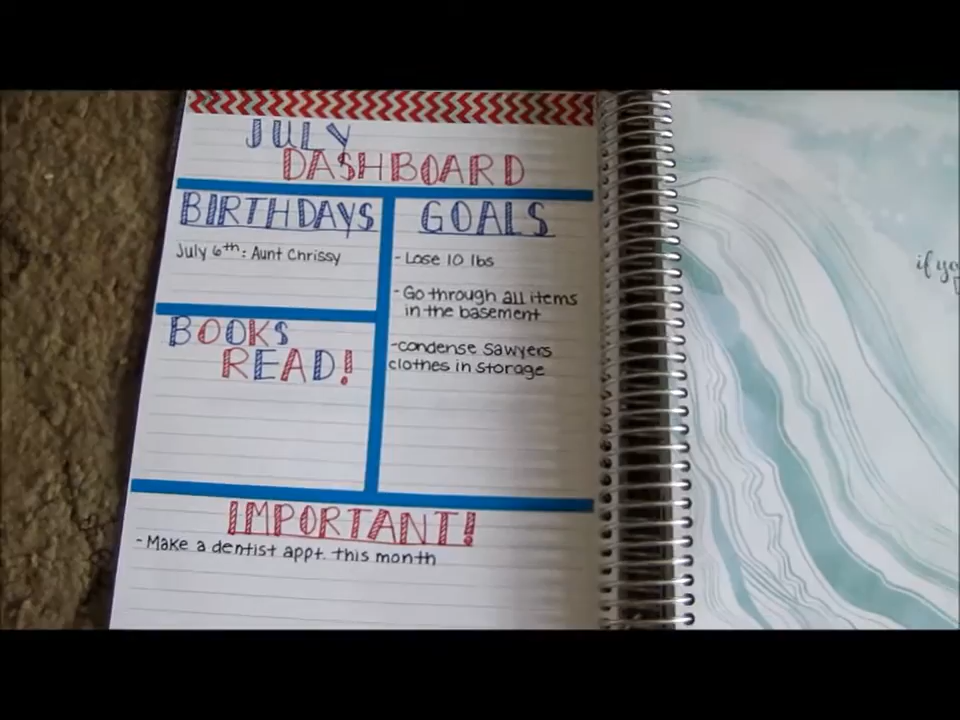 JULY
DASHBOARD
BIRTHDAYS
July 6th: Aunt Chrissy
BOOKS
READ!
GOALS
- Lose 10 lbs
- Go through all items
in the basement
-condense Sawyers
clothes in storage
IMPORTANT!
- Make a dentist appt. this month
if